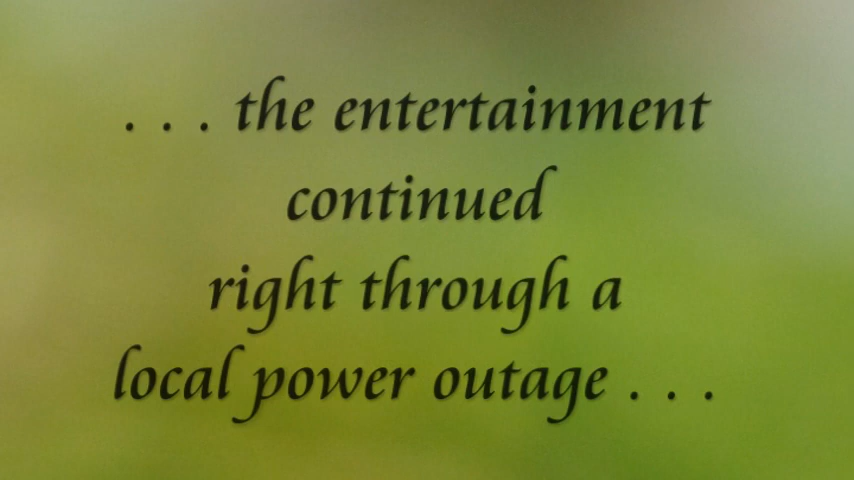 . . . the entertainment
continued
right through a
local power outage . . .